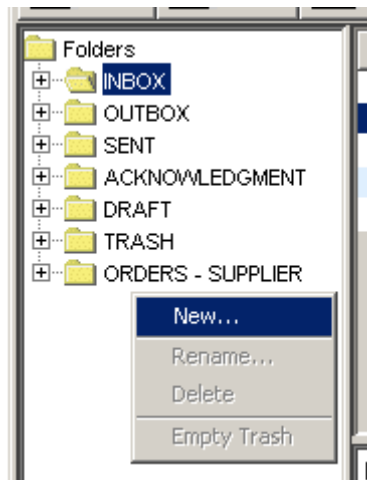 Folders
INBOX
OUTBOX
SENT
ACKNOWLEDGMENT
DRAFT
TRASH
ORDERS - SUPPLIER
New...
Rename...
Delete
Empty Trash